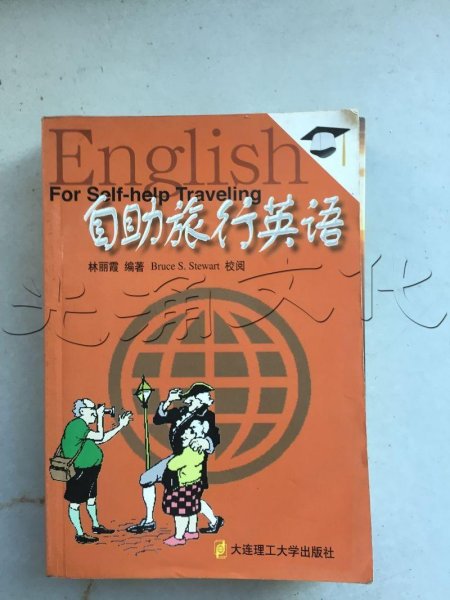 English
For Self-help Traveling
自助旅行英语
林丽霞 编著 Bruce S. Stewart 校阅
大连理工大学出版社